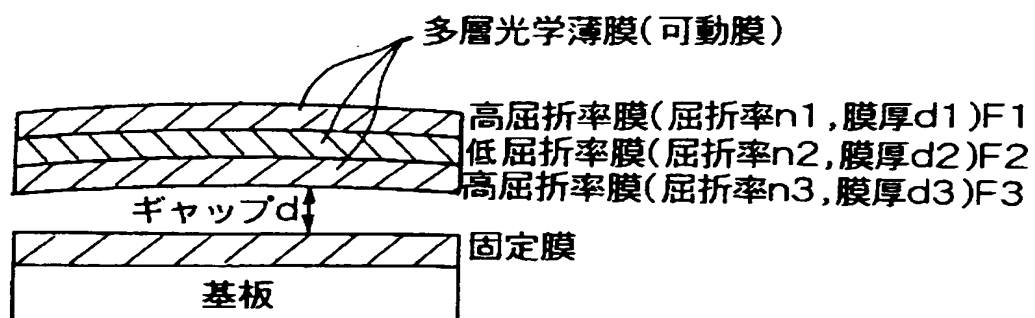 多層光学薄膜(可動膜)
高屈折率膜(屈折率n1,膜厚d1)F1
低屈折率膜(屈折率n2,膜厚d2)F2
高屈折率膜(屈折率n3,膜厚d3)F3
ギャップd
固定膜
基板